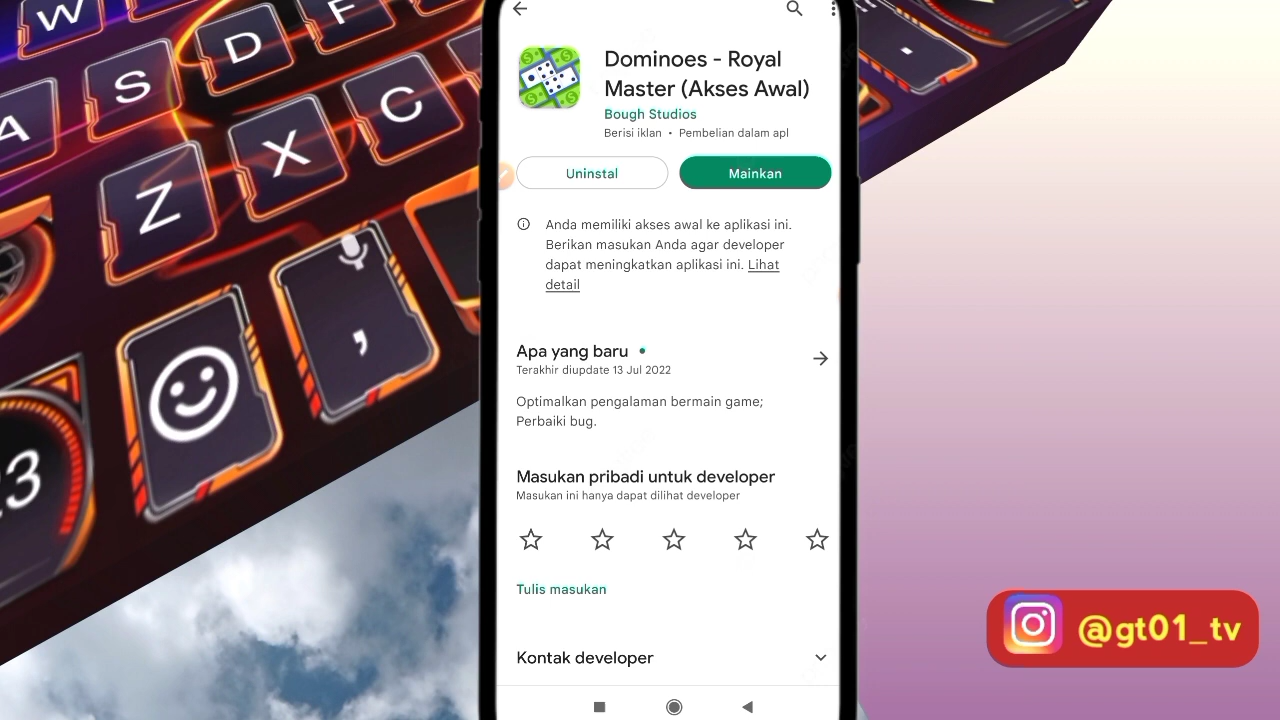 W
F
D
S
A
C
X
Z
,
23
Dominoes - Royal
Master (Akses Awal)
Bough Studios
Berisi iklan • Pembelian dalam apl
Uninstal
Mainkan
Anda memiliki akses awal ke aplikasi ini.
Berikan masukan Anda agar developer
dapat meningkatkan aplikasi ini. Lihat
detail
Apa yang baru •
Terakhir diupdate 13 Jul 2022
Optimalkan pengalaman bermain game;
Perbaiki bug.
Masukan pribadi untuk developer
Masukan ini hanya dapat dilihat developer
Tulis masukan
Kontak developer
@gt01_tv